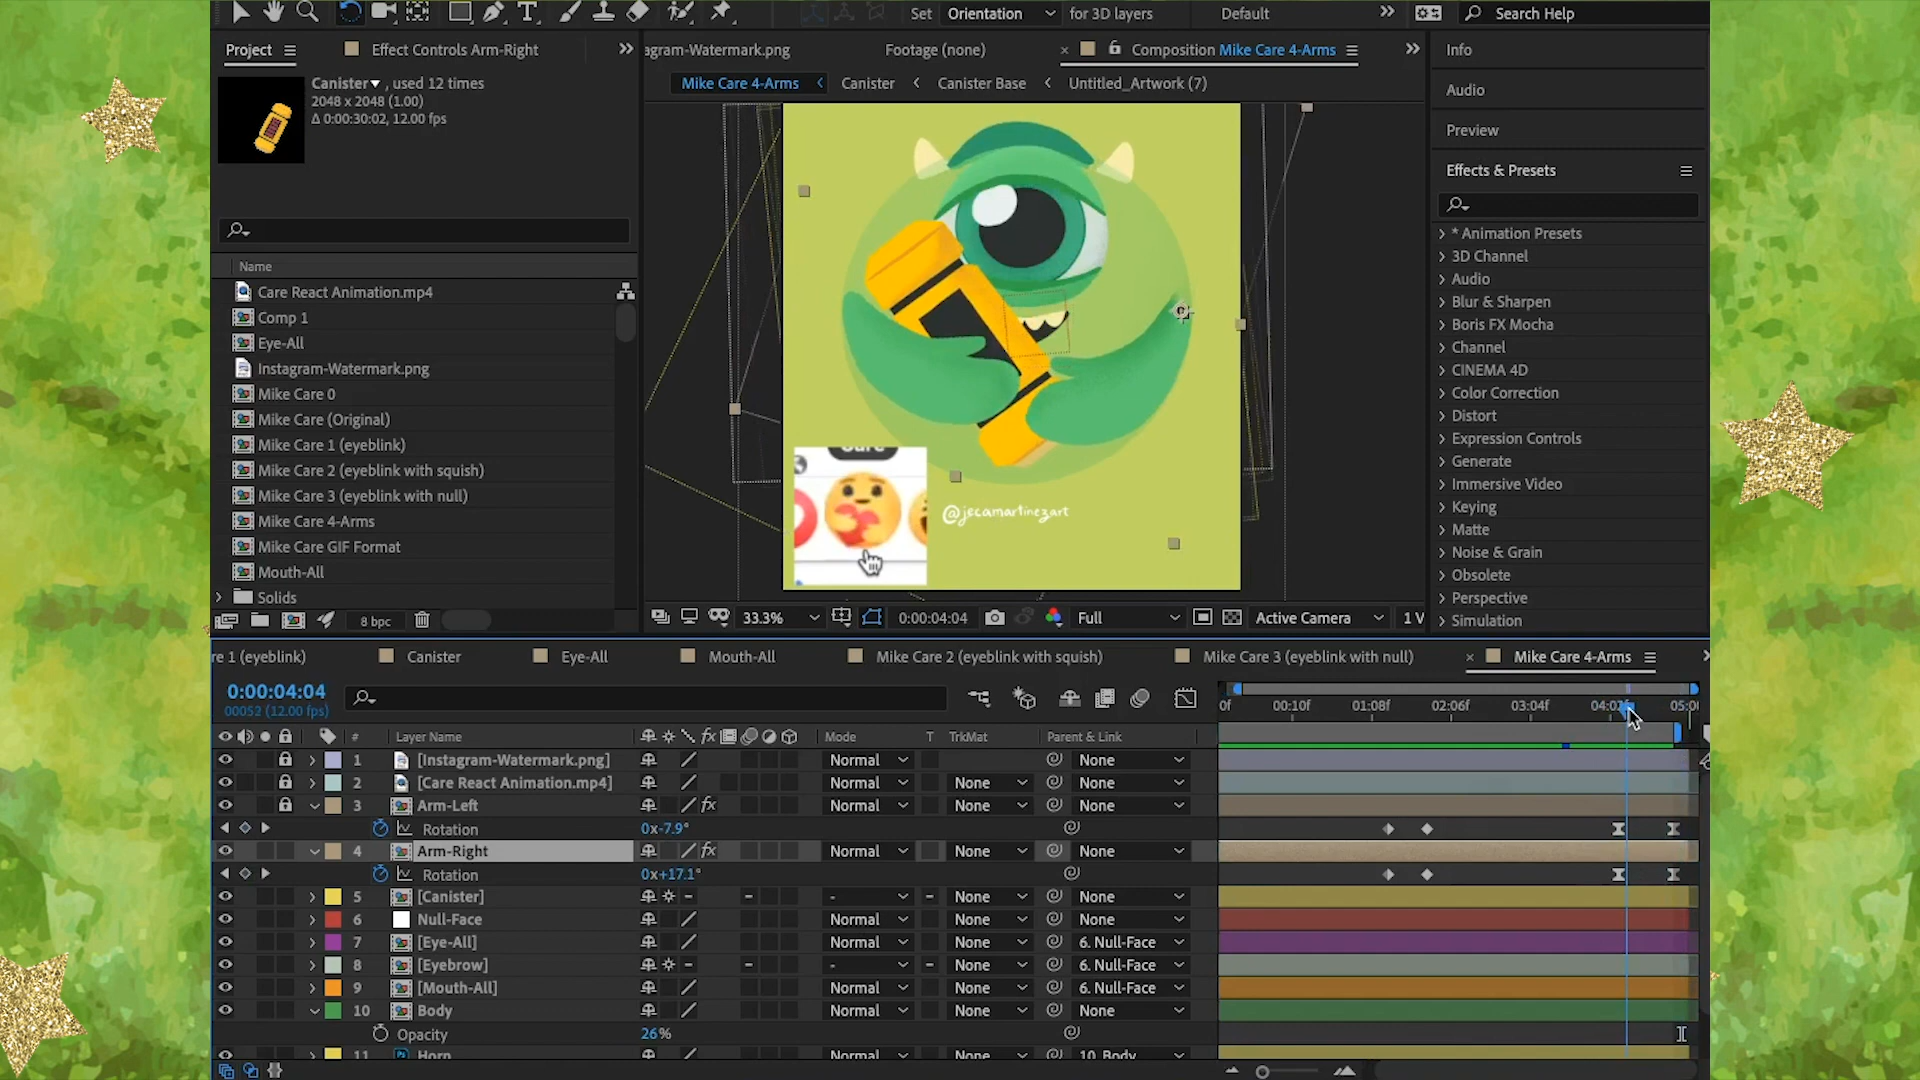 Set Orientation for 3D layers Default Search Help
Project Effect Controls Arm-Right
agram-Watermark.png Footage (none) Composition Mike Care 4-Arms
Mike Care 4-Arms Canister Canister Base Untitled_Artwork (7)
Canister , used 12 times
2048 x 2048 (1.00)
Δ 0:00:30:02, 12.00 fps
Name
Care React Animation.mp4
Comp 1
Eye-All
Instagram-Watermark.png
Mike Care 0
Mike Care (Original)
Mike Care 1 (eyeblink)
Mike Care 2 (eyeblink with squish)
Mike Care 3 (eyeblink with null)
Mike Care 4-Arms
Mike Care GIF Format
Mouth-All
Solids
8 bpc
Care
@jecamartinezart
33.3% 0:00:04:04 Full Active Camera 1 V
Info
Audio
Preview
Effects & Presets
* Animation Presets
3D Channel
Audio
Blur & Sharpen
Boris FX Mocha
Channel
CINEMA 4D
Color Correction
Distort
Expression Controls
Generate
Immersive Video
Keying
Matte
Noise & Grain
Obsolete
Perspective
Simulation
re 1 (eyeblink) Canister Eye-All Mouth-All Mike Care 2 (eyeblink with squish) Mike Care 3 (eyeblink with null) Mike Care 4-Arms
0:00:04:04
00052 (12.00 fps)
0f 00:10f 01:08f 02:06f 03:04f 05:0
# Layer Name fx Mode T TrkMat Parent & Link
1 [Instagram-Watermark.png] Normal None
2 [Care React Animation.mp4] Normal None None
3 Arm-Left fx Normal None None
Rotation 0x-7.9°
4 Arm-Right fx Normal None None
Rotation 0x+17.1°
5 [Canister] - None None
6 Null-Face Normal None None
7 [Eye-All] Normal None 6. Null-Face
8 [Eyebrow] - None 6. Null-Face
9 [Mouth-All] Normal None 6. Null-Face
10 Body Normal None None
Opacity 26%
11 Horn Normal None 10. Body